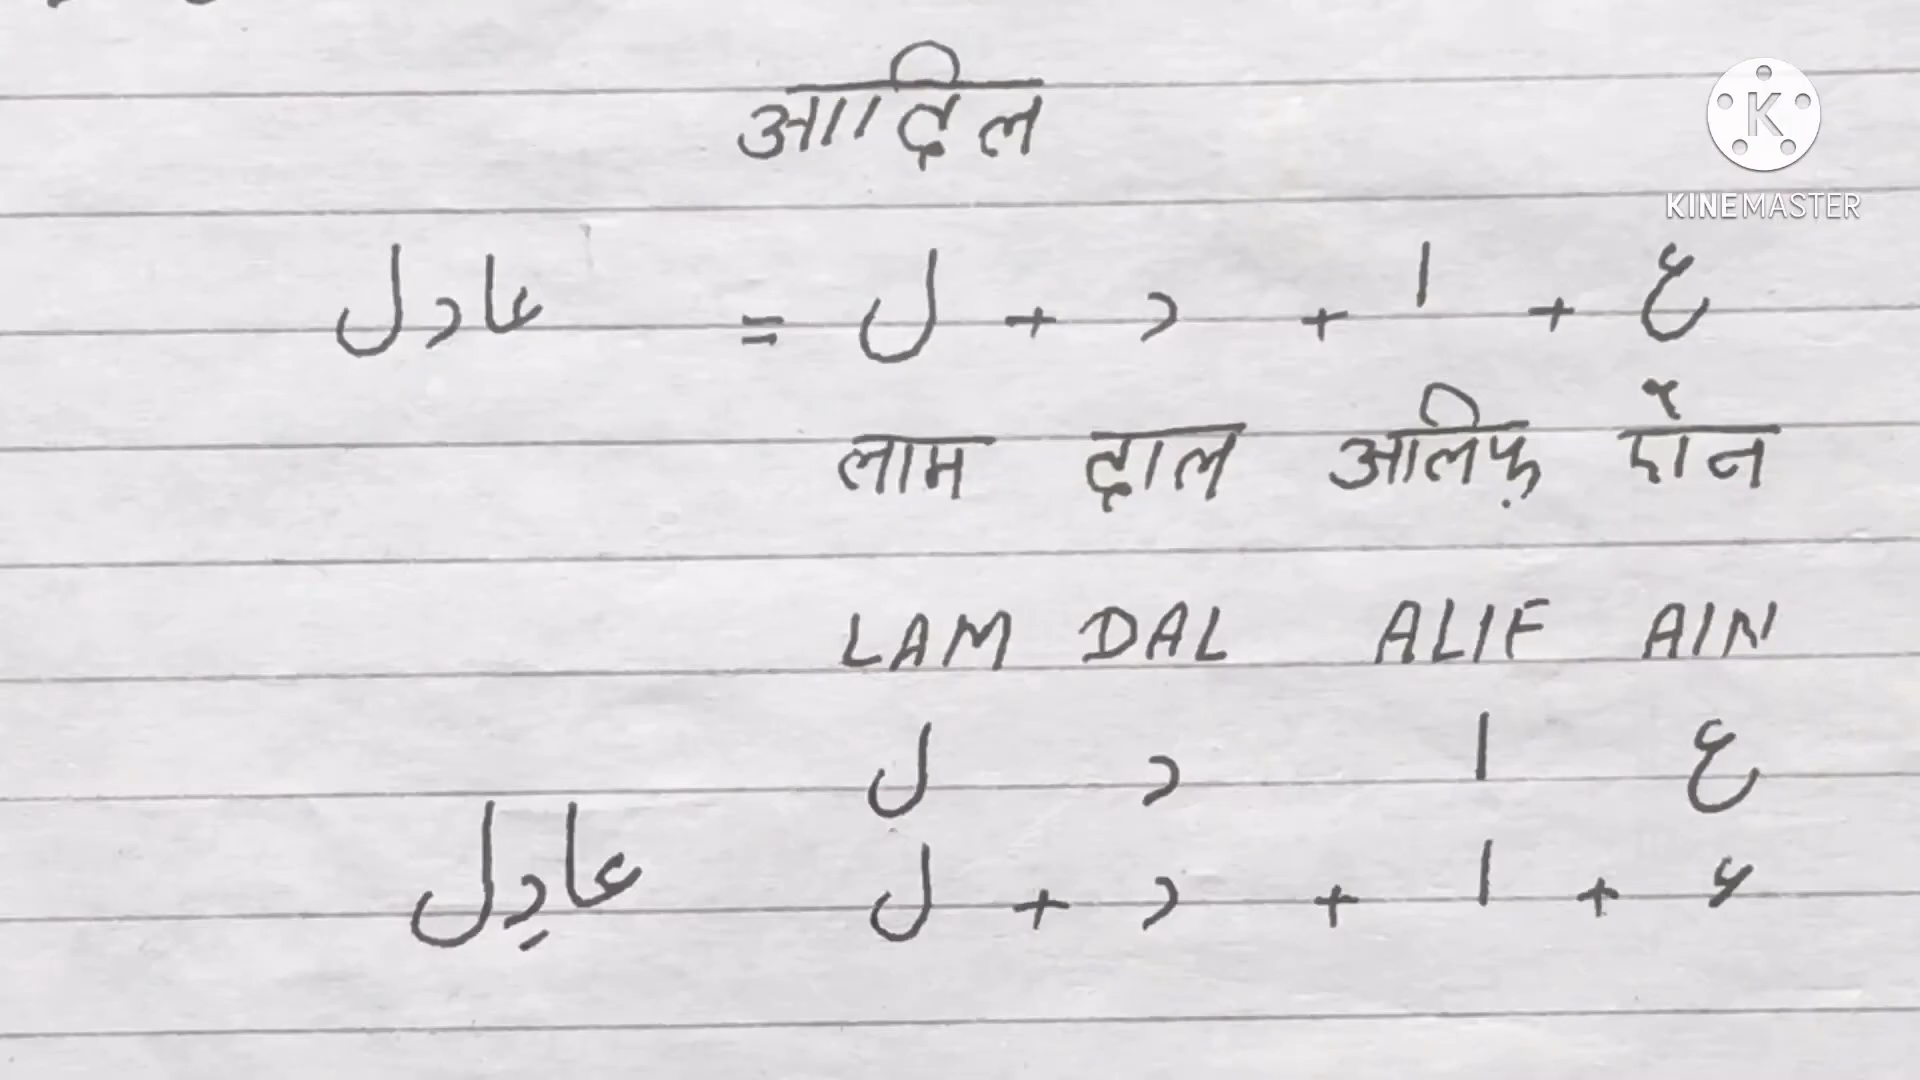 आदिल
عادل = ل + د + ا + ع
लाम दाल अलिफ़ ऐन
LAM DAL ALIF AIN
ل د ا ع
عادِل ل + د + ا + ع
KINEMASTER